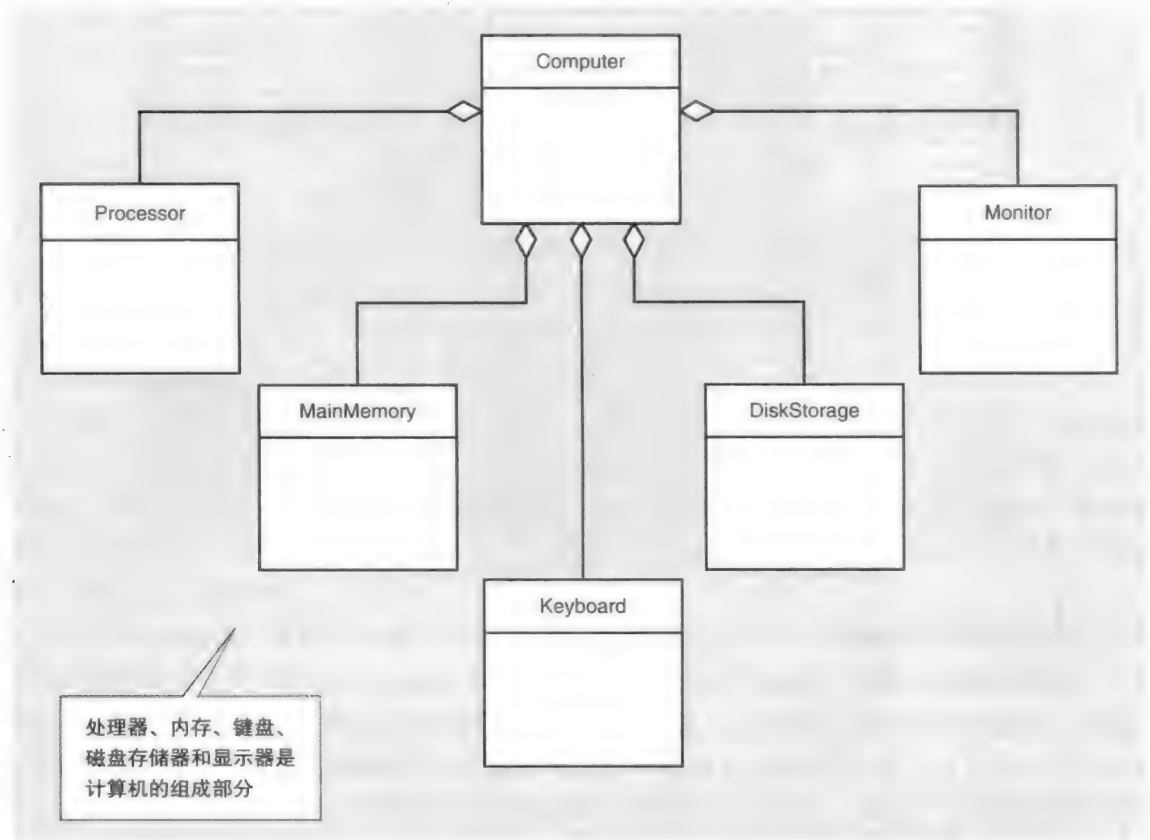 Computer
Processor
Monitor
MainMemory
DiskStorage
Keyboard
处理器、内存、键盘、
磁盘存储器和显示器是
计算机的组成部分